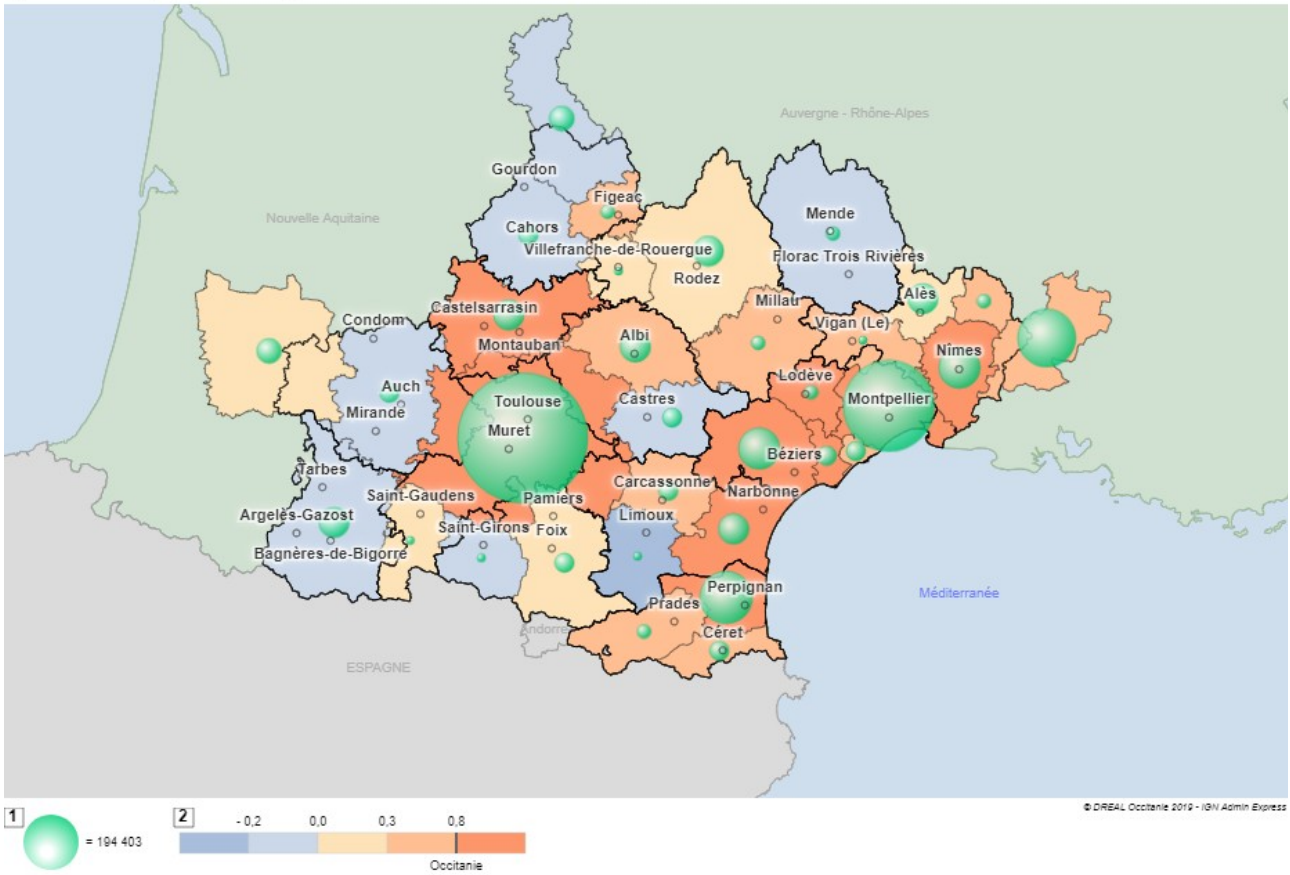 Auvergne - Rhône-Alpes
Gourdon
Figeac
Nouvelle Aquitaine
Mende
Cahors
Villefranche-de-Rouergue
Florac Trois Rivières
Rodez
Castelsarrasin
Millau
Alès
Condom
Vigan (Le)
Montauban
Albi
Nîmes
Lodève
Auch
Toulouse
Castres
Montpellier
Mirande
Muret
Béziers
Tarbes
Carcassonne
Saint-Gaudens
Pamiers
Narbonne
Argelès-Gazost
Limoux
Saint-Girons
Foix
Bagnères-de-Bigorre
Perpignan
Méditerranée
Prades
Andorre
Céret
ESPAGNE
© DREAL Occitanie 2019 - IGN Admin Express
1
= 194 403
2
- 0,2 0,0 0,3 0,8
Occitanie